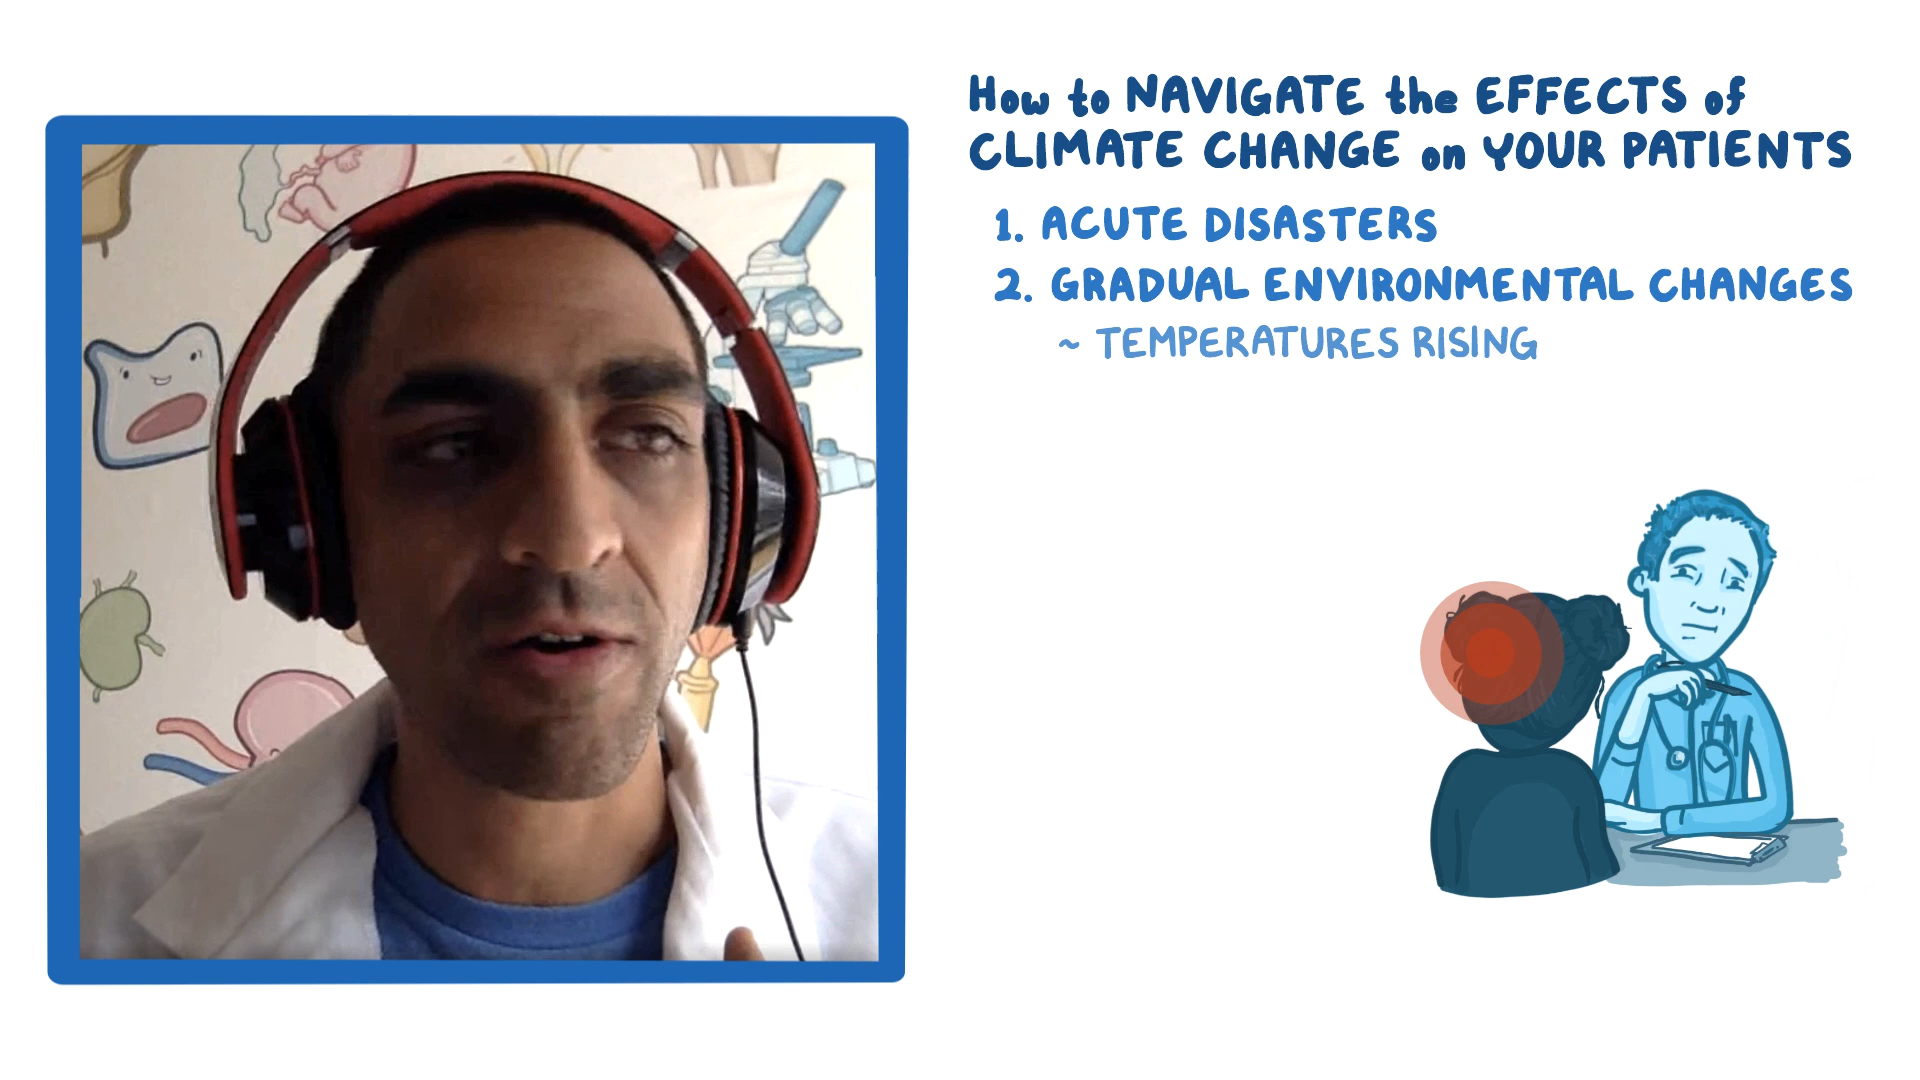 How to NAVIGATE the EFFECTS of
CLIMATE CHANGE on YOUR PATIENTS
1. ACUTE DISASTERS
2. GRADUAL ENVIRONMENTAL CHANGES
~ TEMPERATURES RISING